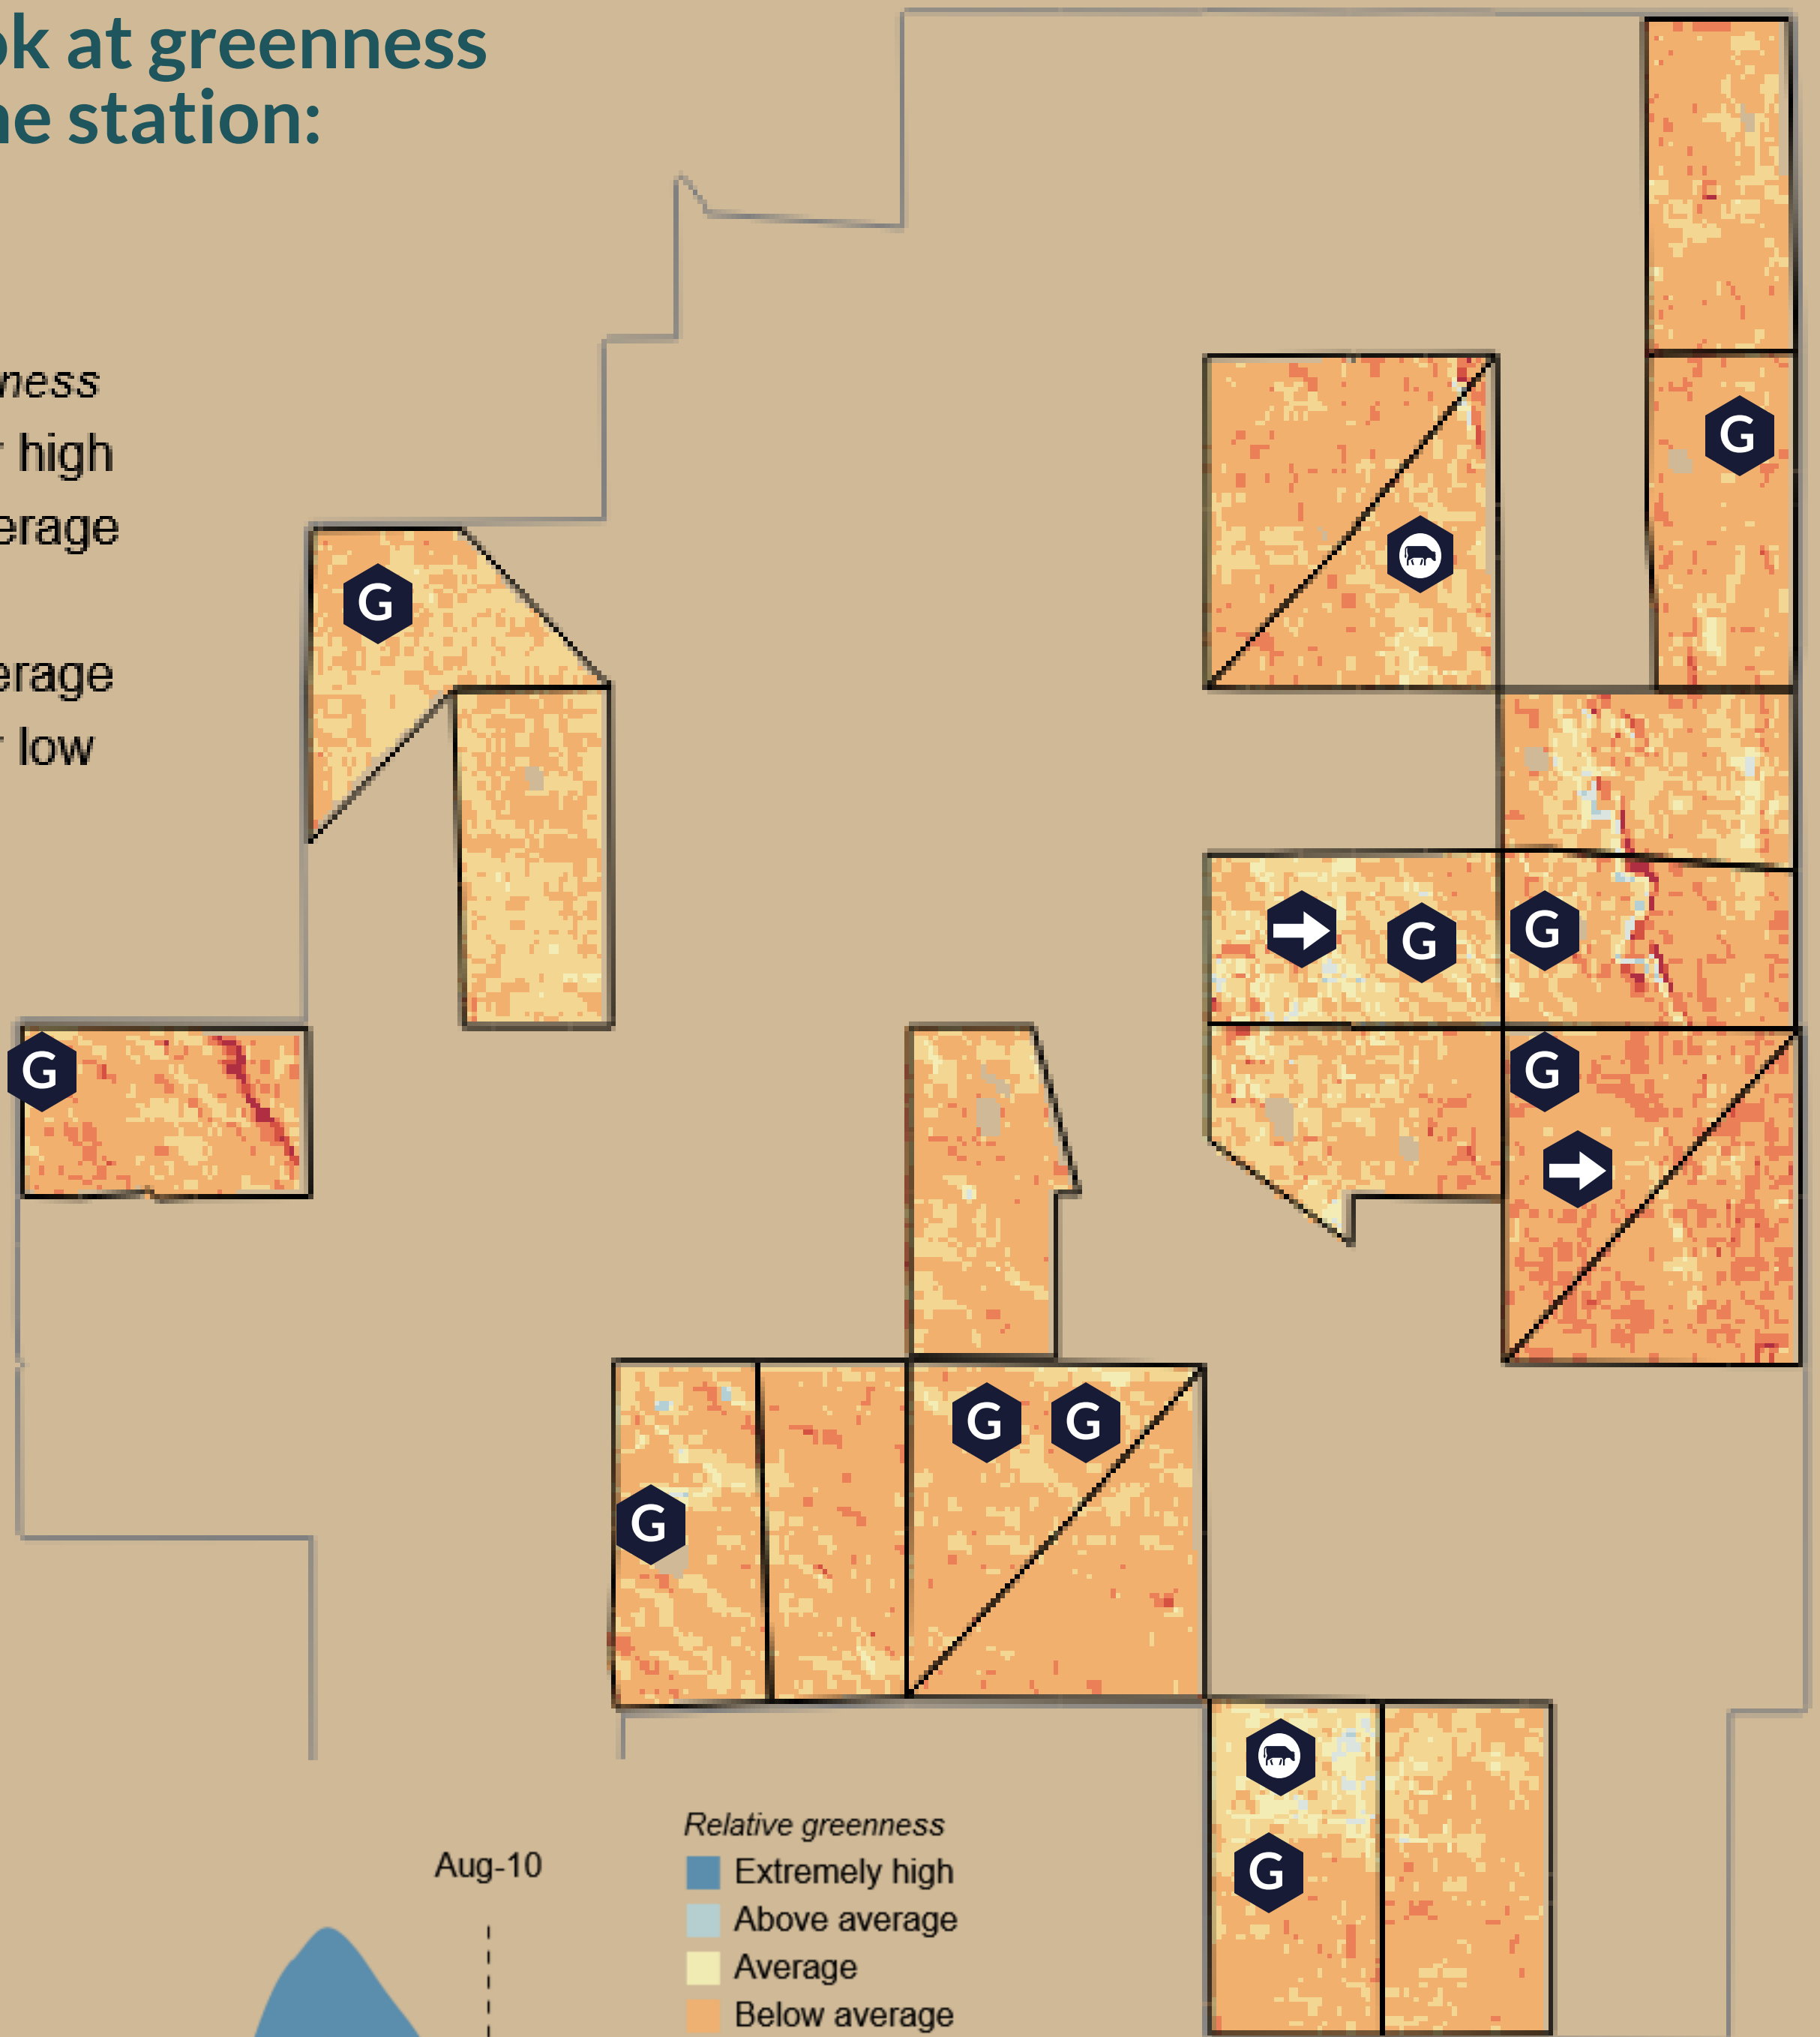 ok at greenness
ne station:
ness
r high
erage
erage
r low
G
G
G
G
G
G
G
G
G
G
Relative greenness
Aug-10
Extremely high
Above average
Average
G
Below average